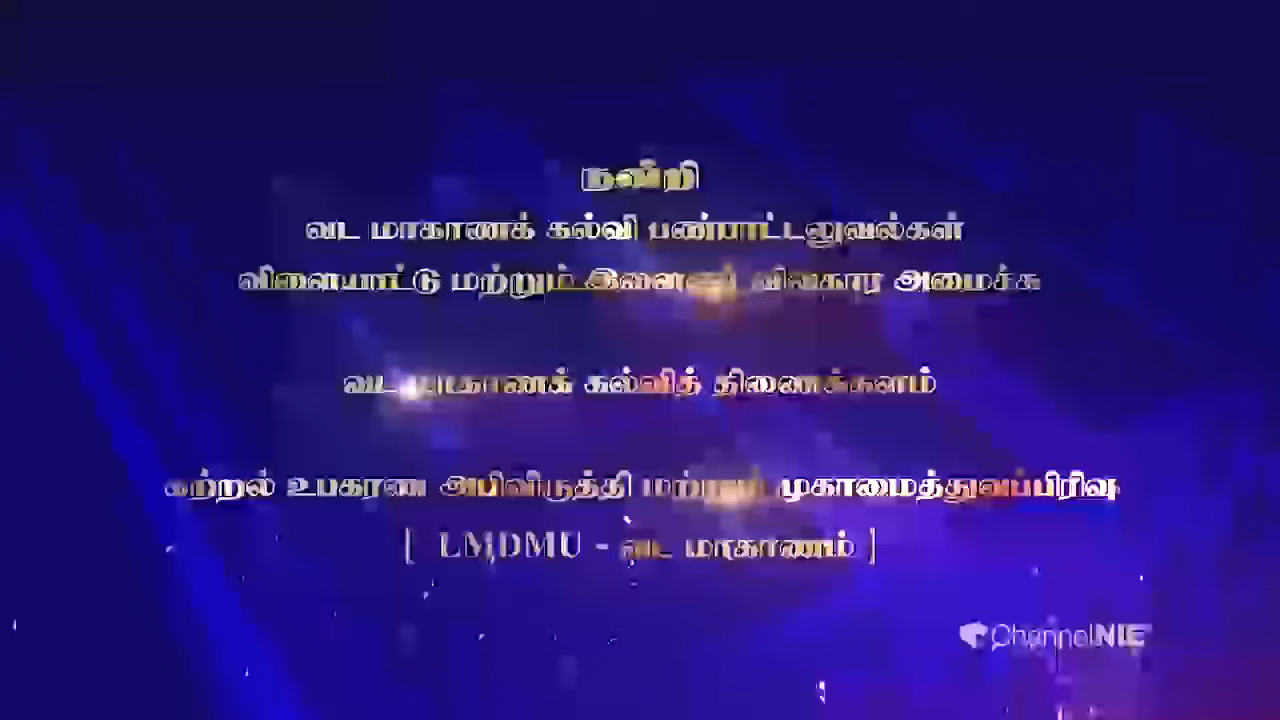 நன்றி
வட மாகாணக் கல்வி பண்பாட்டலுவல்கள்
விளையாட்டு மற்றும் இளைஞர் விவகார அமைச்சு
வட மாகாணக் கல்வித் திணைக்களம்
கற்றல் உபகரண அபிவிருத்தி மற்றும் முகாமைத்துவப்பிரிவு
[ LMDMU - வட மாகாணம் ]
ChannelNIE